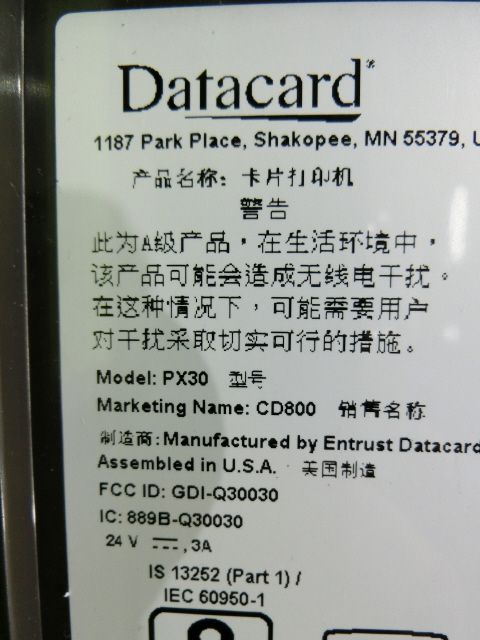 Datacard®
1187 Park Place, Shakopee, MN 55379, U
产品名称：卡片打印机
警告
此为A级产品，在生活环境中，
该产品可能会造成无线电干扰。
在这种情况下，可能需要用户
对干扰采取切实可行的措施。
Model: PX30 型号
Marketing Name: CD800 销售名称
制造商：Manufactured by Entrust Datacard
Assembled in U.S.A. 美国制造
FCC ID: GDI-Q30030
IC: 889B-Q30030
24 V ⎓, 3A
IS 13252 (Part 1) /
IEC 60950-1